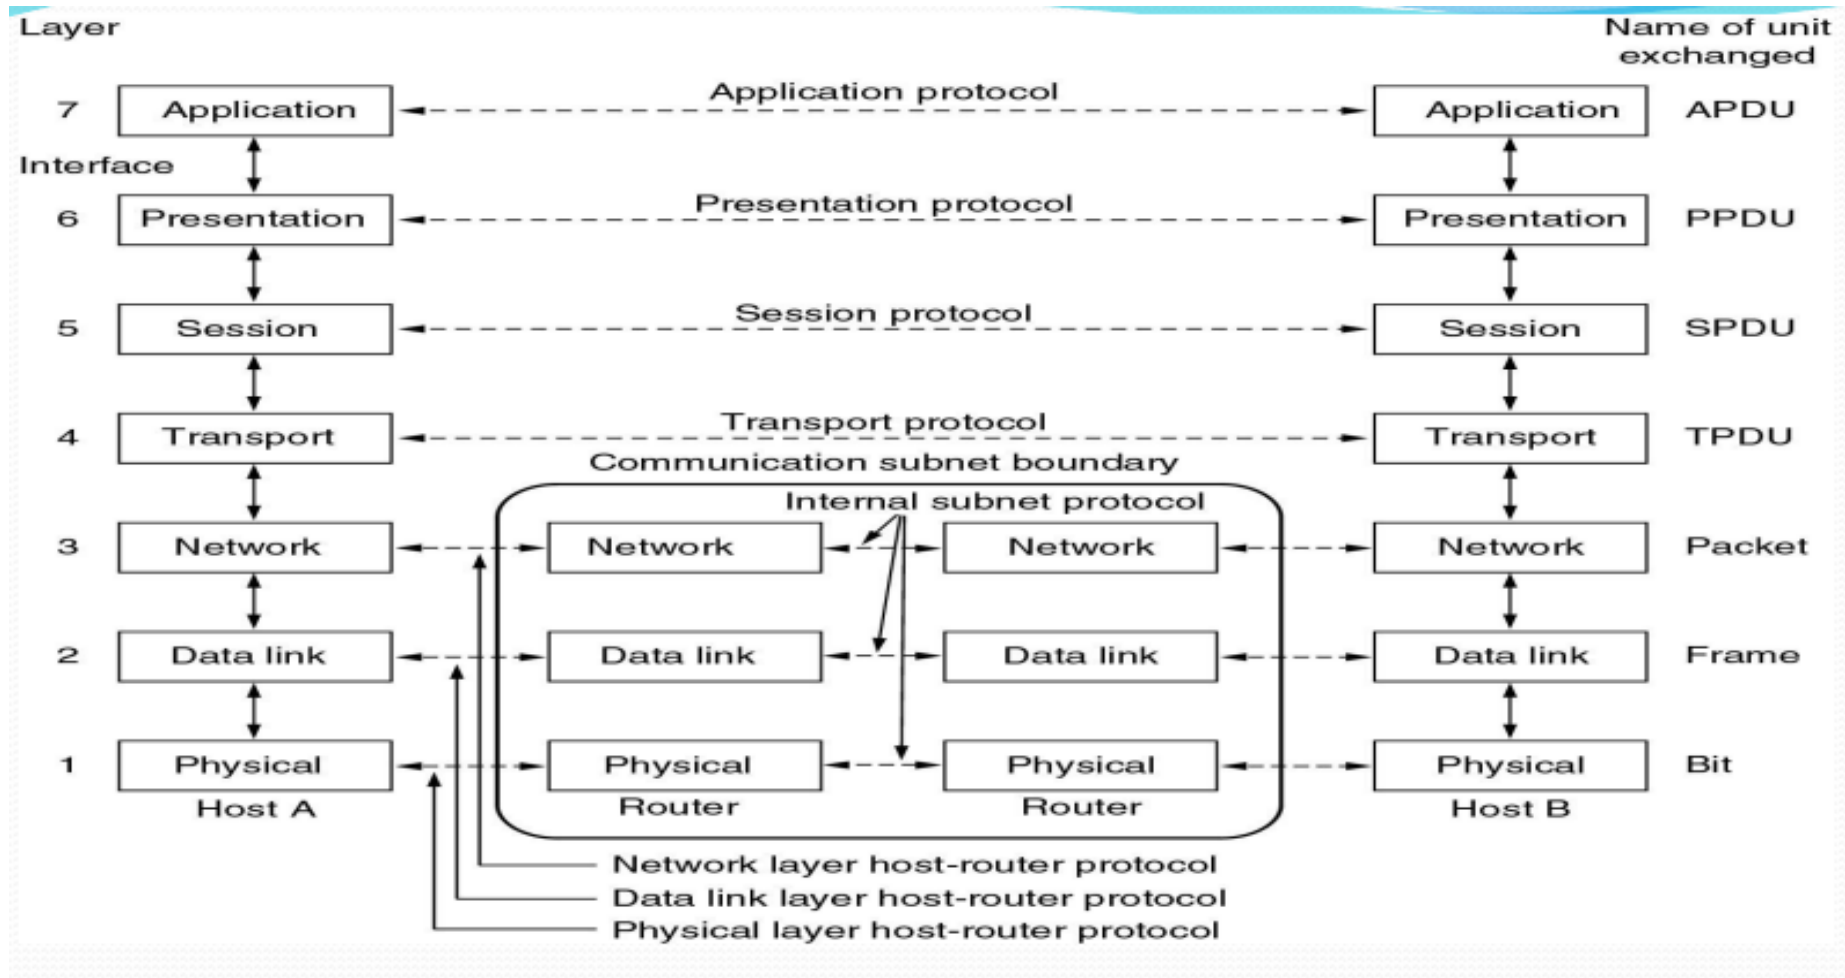 Layer
Name of unit
exchanged
7
Application
Application protocol
Application
APDU
Interface
6
Presentation
Presentation protocol
Presentation
PPDU
5
Session
Session protocol
Session
SPDU
4
Transport
Transport protocol
Transport
TPDU
Communication subnet boundary
Internal subnet protocol
3
Network
Network
Network
Network
Packet
2
Data link
Data link
Data link
Data link
Frame
1
Physical
Physical
Physical
Physical
Bit
Host A
Router
Router
Host B
Network layer host-router protocol
Data link layer host-router protocol
Physical layer host-router protocol